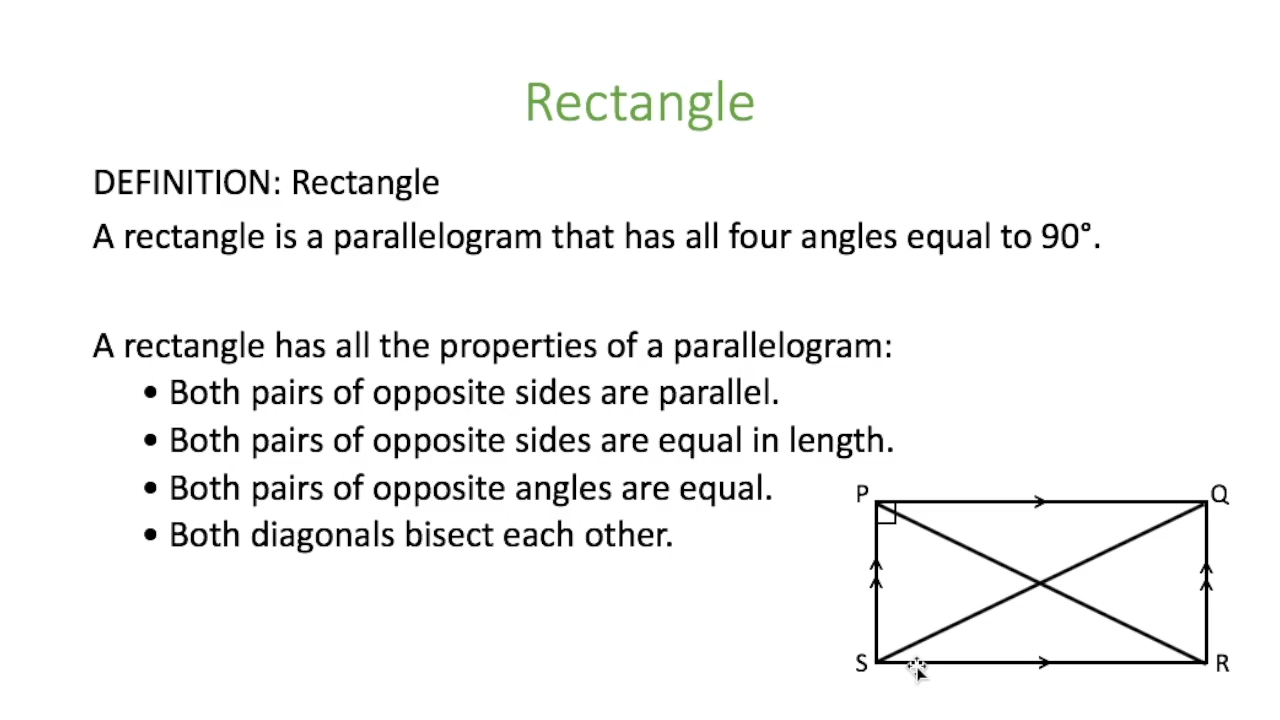 Rectangle
DEFINITION: Rectangle
A rectangle is a parallelogram that has all four angles equal to 90°.
A rectangle has all the properties of a parallelogram:
• Both pairs of opposite sides are parallel.
• Both pairs of opposite sides are equal in length.
• Both pairs of opposite angles are equal.
• Both diagonals bisect each other.
P Q
S R